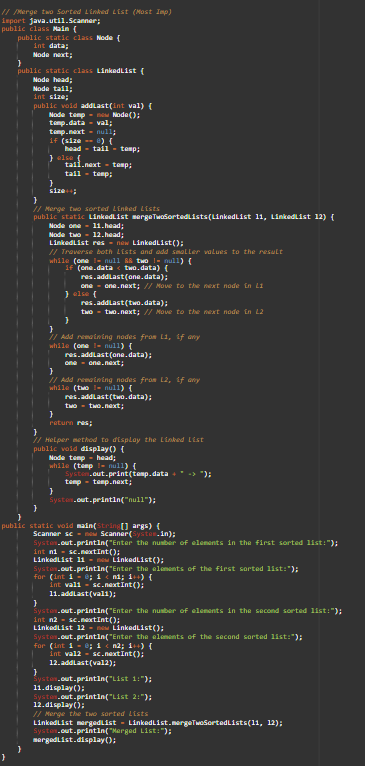 // /Merge two Sorted Linked List (Most Imp)
import java.util.Scanner;
public class Main {
public static class Node {
int data;
Node next;
}
public static class LinkedList {
Node head;
Node tail;
int size;
public void addLast(int val) {
Node temp = new Node();
temp.data = val;
temp.next = null;
if (size == 0) {
head = tail = temp;
} else {
tail.next = temp;
tail = temp;
}
size++;
}
// Merge two sorted linked lists
public static LinkedList mergeTwoSortedLists(LinkedList l1, LinkedList l2) {
Node one = l1.head;
Node two = l2.head;
LinkedList res = new LinkedList();
// Traverse both lists and add smaller values to the result
while (one != null && two != null) {
if (one.data < two.data) {
res.addLast(one.data);
one = one.next; // Move to the next node in L1
} else {
res.addLast(two.data);
two = two.next; // Move to the next node in L2
}
}
// Add remaining nodes from L1, if any
while (one != null) {
res.addLast(one.data);
one = one.next;
}
// Add remaining nodes from L2, if any
while (two != null) {
res.addLast(two.data);
two = two.next;
}
return res;
}
// Helper method to display the linked list
public void display() {
Node temp = head;
while (temp != null) {
System.out.print(temp.data + " -> ");
temp = temp.next;
}
System.out.println("null");
}
}
public static void main(String[] args) {
Scanner sc = new Scanner(System.in);
System.out.println("Enter the number of elements in the first sorted list:");
int n1 = sc.nextInt();
LinkedList l1 = new LinkedList();
System.out.println("Enter the elements of the first sorted list:");
for (int i = 0; i < n1; i++) {
int val1 = sc.nextInt();
l1.addLast(val1);
}
System.out.println("Enter the number of elements in the second sorted list:");
int n2 = sc.nextInt();
LinkedList l2 = new LinkedList();
System.out.println("Enter the elements of the second sorted list:");
for (int i = 0; i < n2; i++) {
int val2 = sc.nextInt();
l2.addLast(val2);
}
System.out.println("List 1:");
l1.display();
System.out.println("List 2:");
l2.display();
// Merge the two sorted lists
LinkedList mergedList = LinkedList.mergeTwoSortedLists(l1, l2);
System.out.println("Merged List:");
mergedList.display();
}
}